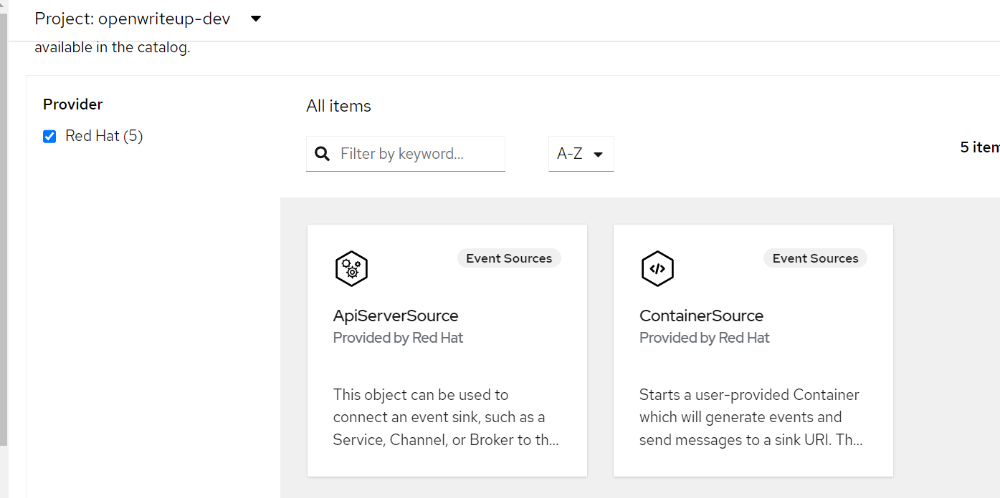 Project: openwriteup-dev
available in the catalog.
Provider
Red Hat (5)
All items
Filter by keyword...
A-Z
5 item
Event Sources
ApiServerSource
Provided by Red Hat
This object can be used to
connect an event sink, such as a
Service, Channel, or Broker to th...
Event Sources
</>
ContainerSource
Provided by Red Hat
Starts a user-provided Container
which will generate events and
send messages to a sink URI. Th...